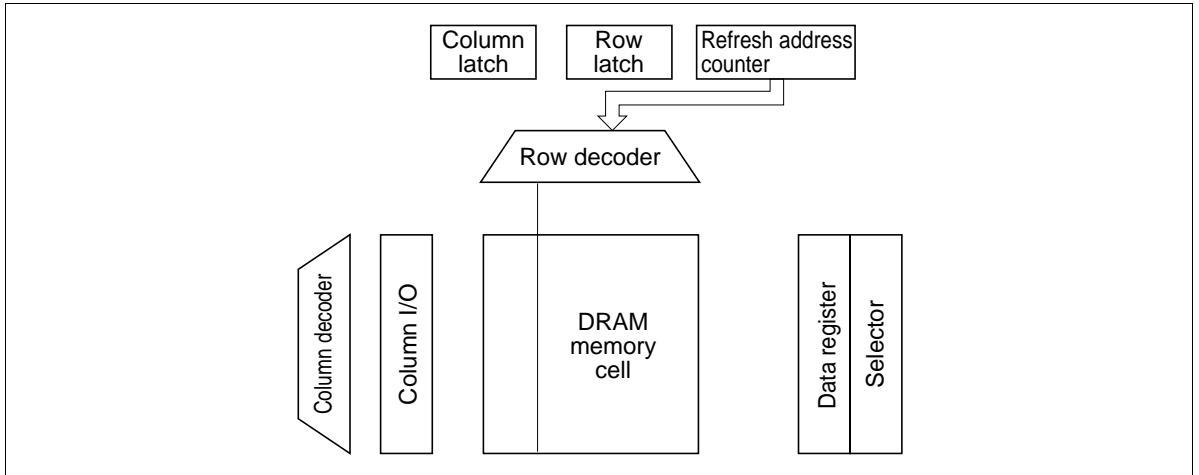 Column
latch
Row
latch
Refresh address
counter
Row decoder
Column decoder
Column I/O
DRAM
memory
cell
Data register
Selector